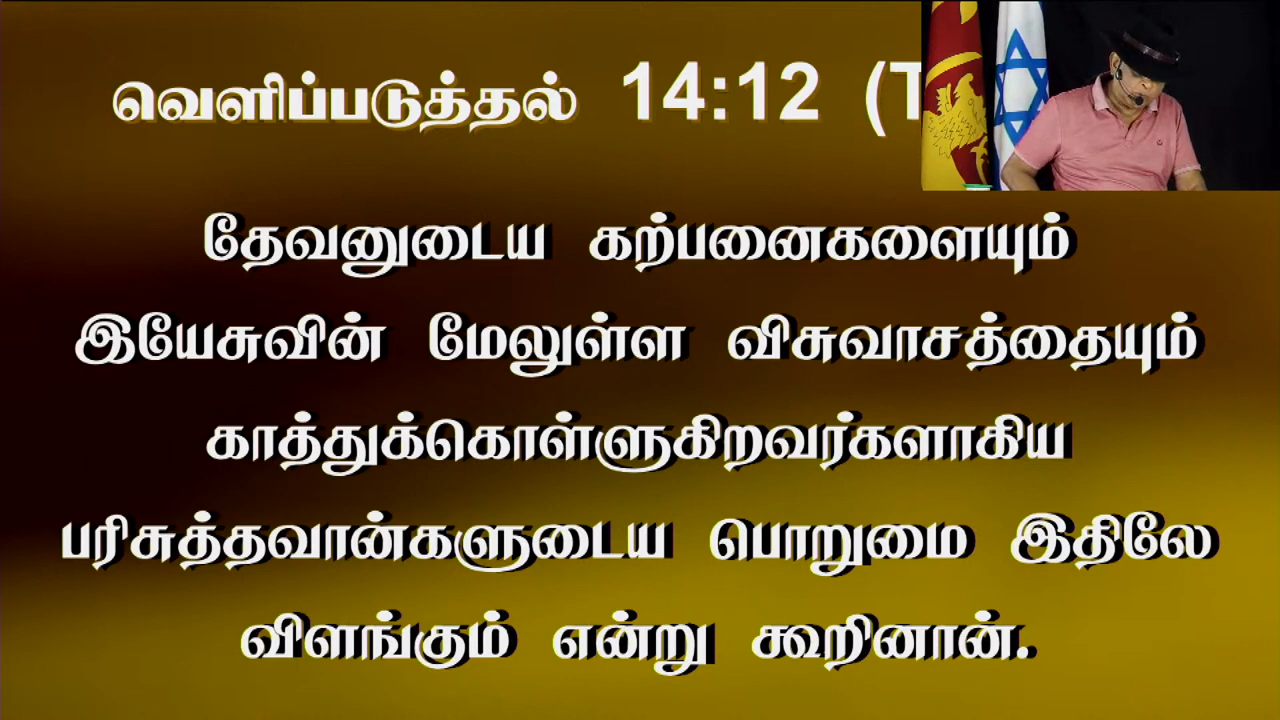 வெளிப்படுத்தல் 14:12 (T
தேவனுடைய கற்பனைகளையும்
இயேசுவின் மேலுள்ள விசுவாசத்தையும்
காத்துக்கொள்ளுகிறவர்களாகிய
பரிசுத்தவான்களுடைய பொறுமை இதிலே
விளங்கும் என்று கூறினான்.